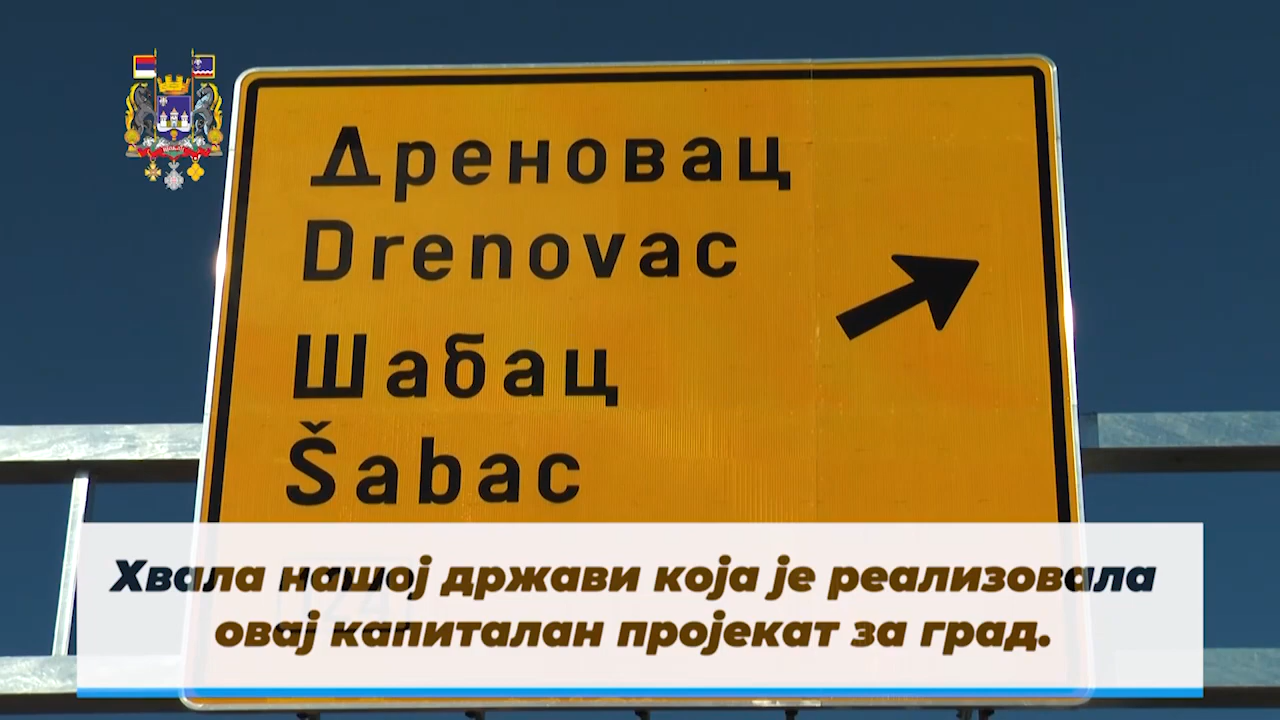 Дреновац
Drenovac
Шабац
Šabac
Хвала нашој држави која је реализовала
овај капиталан пројекат за град.